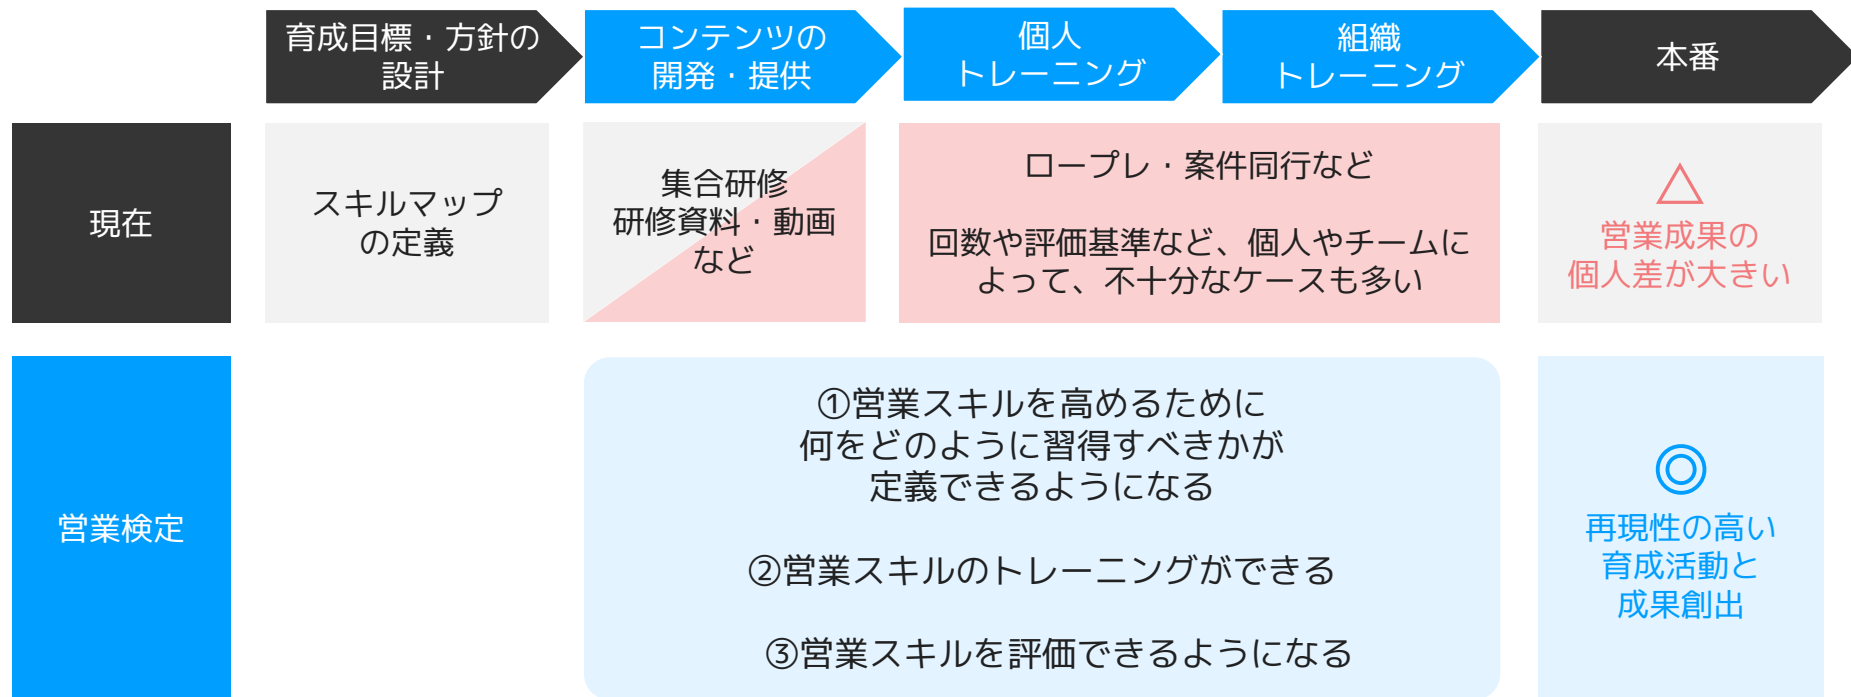 育成目標・方針の
設計
コンテンツの
開発・提供
個人
トレーニング
組織
トレーニング
本番
現在
スキルマップ
の定義
集合研修
研修資料・動画
など
ロープレ・案件同行など
回数や評価基準など、個人やチームに
よって、不十分なケースも多い
△
営業成果の
個人差が大きい
営業検定
①営業スキルを高めるために
何をどのように習得すべきかが
定義できるようになる
②営業スキルのトレーニングができる
③営業スキルを評価できるようになる
◎
再現性の高い
育成活動と
成果創出